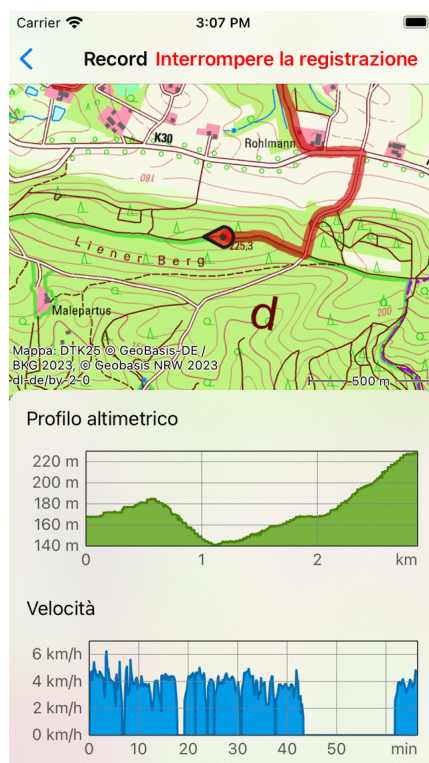 Carrier 3:07 PM
Record Interrompere la registrazione
K30
Rohlmann
180
225,3
Liener Berg
Malepartus
d
200
Mappa: DTK25 © GeoBasis-DE /
BKG 2023, © Geobasis NRW 2023
dl-de/by-2-0
500 m
Profilo altimetrico
220 m
200 m
180 m
160 m
140 m
0 1 2 km
Velocità
6 km/h
4 km/h
2 km/h
0 km/h
0 10 20 30 40 50 min